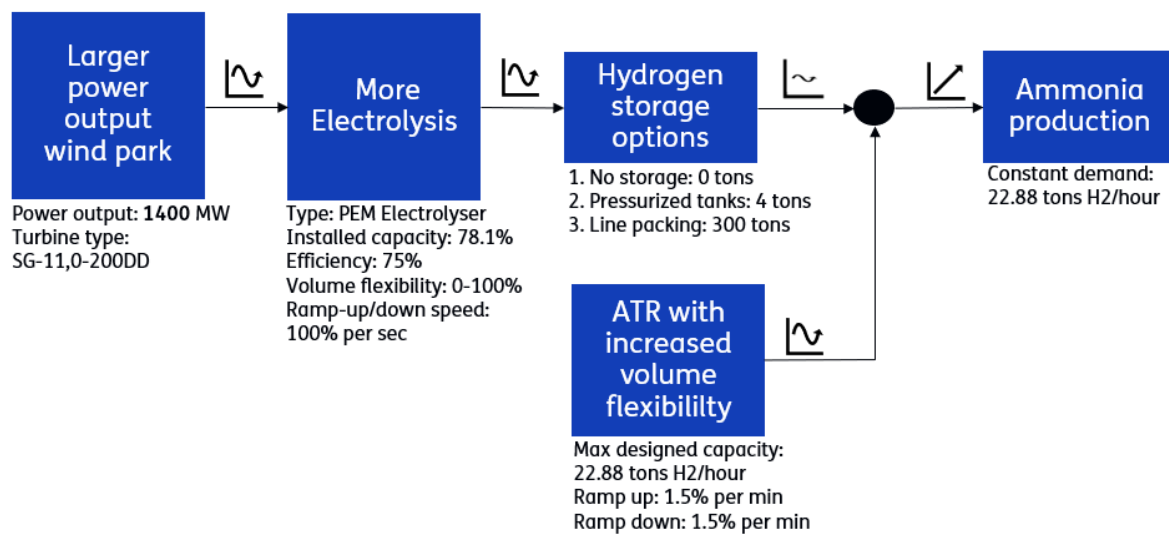 Larger
power
output
wind park
Power output: 1400 MW
Turbine type:
SG-11,0-200DD
More
Electrolysis
Type: PEM Electrolyser
Installed capacity: 78.1%
Efficiency: 75%
Volume flexibility: 0-100%
Ramp-up/down speed:
100% per sec
Hydrogen
storage
options
1. No storage: 0 tons
2. Pressurized tanks: 4 tons
3. Line packing: 300 tons
ATR with
increased
volume
flexibililty
Max designed capacity:
22.88 tons H2/hour
Ramp up: 1.5% per min
Ramp down: 1.5% per min
Ammonia
production
Constant demand:
22.88 tons H2/hour